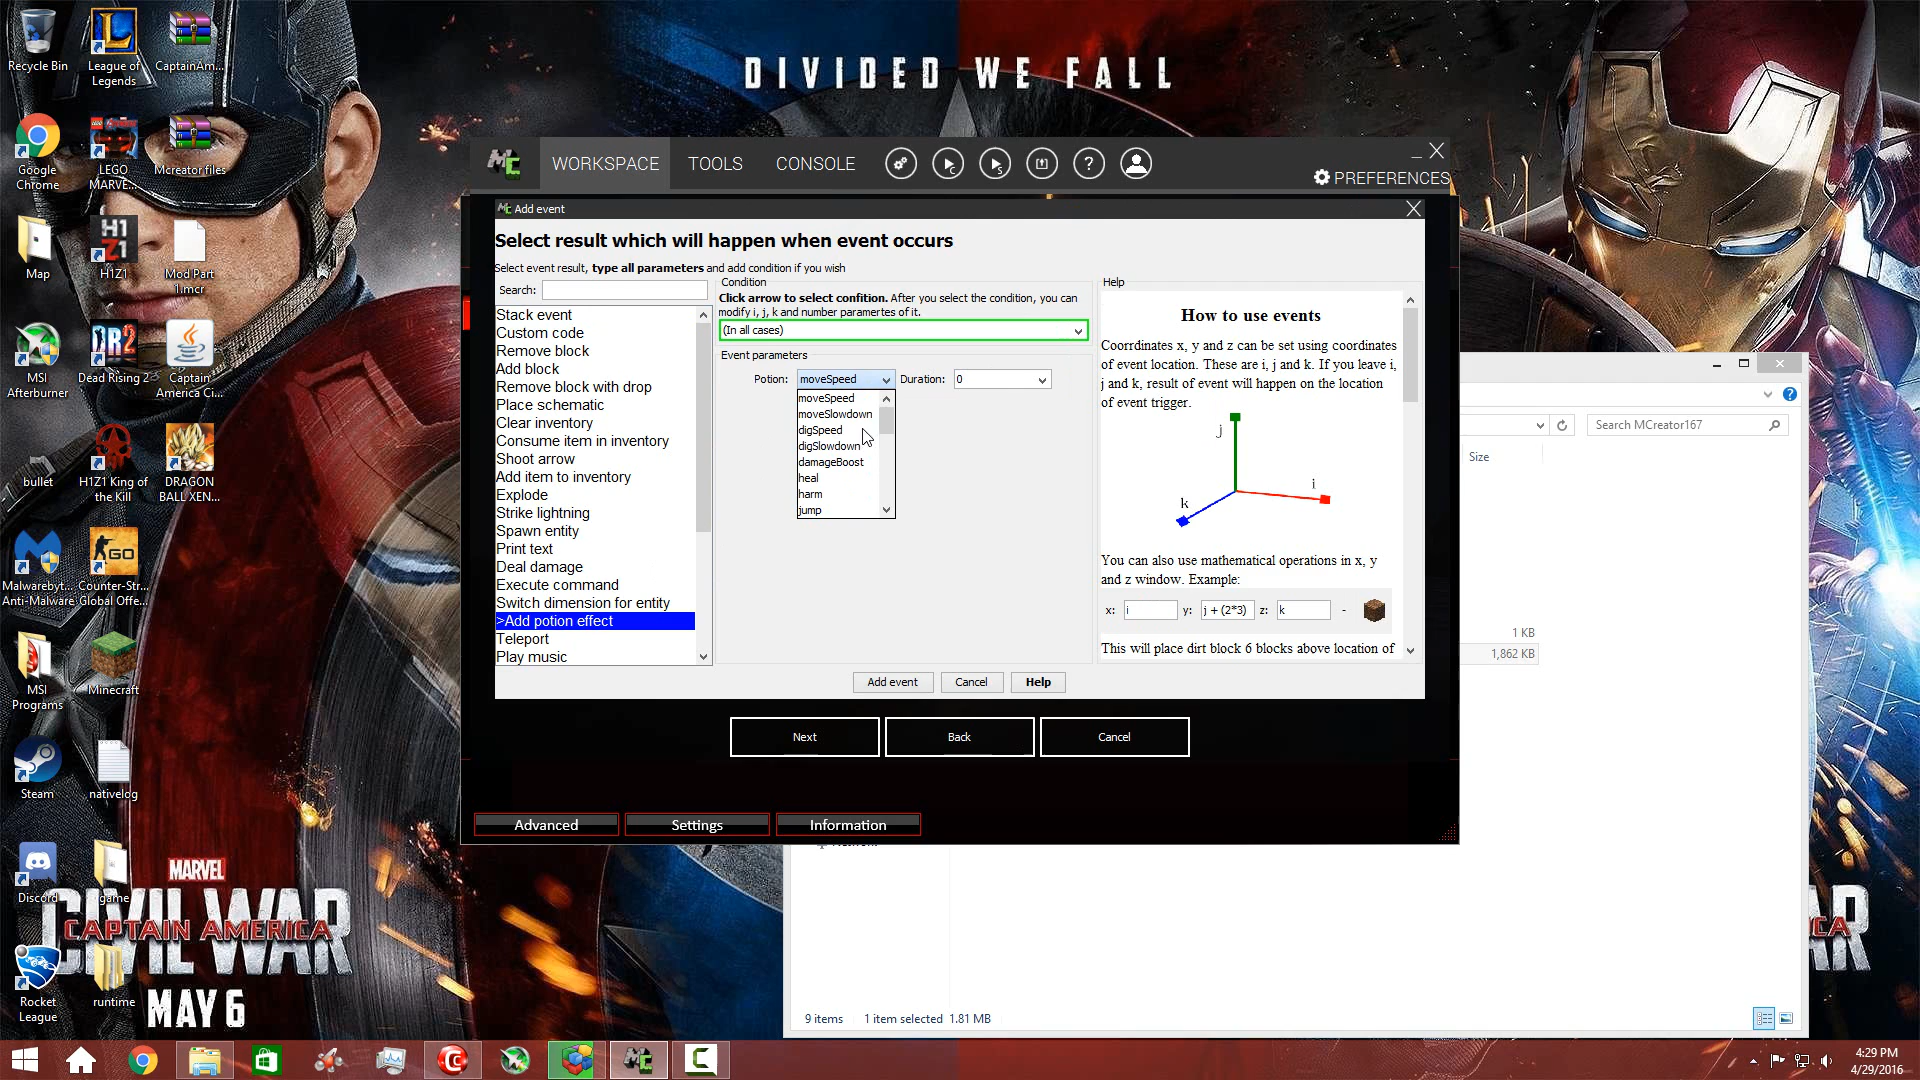 DIVIDED WE FALL
Recycle Bin
League of
Legends
CaptainAm...
Google
Chrome
LEGO
MARVE...
Mcreator files
Map
H1Z1
Mod Part
1.mcr
MSI
Afterburner
Dead Rising 2
Captain
America Ci...
bullet
H1Z1 King of
the Kill
DRAGON
BALL XEN...
Malwarebyt...
Anti-Malware
Counter-Str...
Global Offe...
MSI
Programs
Minecraft
Steam
nativelog
Discord
game
Rocket
League
runtime
MARVEL
CIVIL WAR
CAPTAIN AMERICA
MAY 6
WORKSPACE
TOOLS
CONSOLE
PREFERENCES
Add event
Select result which will happen when event occurs
Select event result, type all parameters and add condition if you wish
Search:
Stack event
Custom code
Remove block
Add block
Remove block with drop
Place schematic
Clear inventory
Consume item in inventory
Shoot arrow
Add item to inventory
Explode
Strike lightning
Spawn entity
Print text
Deal damage
Execute command
Switch dimension for entity
>Add potion effect
Teleport
Play music
Condition
Click arrow to select confition. After you select the condition, you can
modify i, j, k and number paramertes of it.
(In all cases)
Event parameters
Potion: moveSpeed Duration: 0
moveSpeed
moveSlowdown
digSpeed
digSlowdown
damageBoost
heal
harm
jump
Help
How to use events
Coorrdinates x, y and z can be set using coordinates
of event location. These are i, j and k. If you leave i,
j and k, result of event will happen on the location
of event trigger.
j
i
k
You can also use mathematical operations in x, y
and z window. Example:
x: i y: j + (2*3) z: k -
This will place dirt block 6 blocks above location of
Add event
Cancel
Help
Next
Back
Cancel
Advanced
Settings
Information
Search MCreator167
Size
1 KB
1,862 KB
9 items 1 item selected 1.81 MB
4:29 PM
4/29/2016